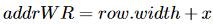 addrWR = row.width + x